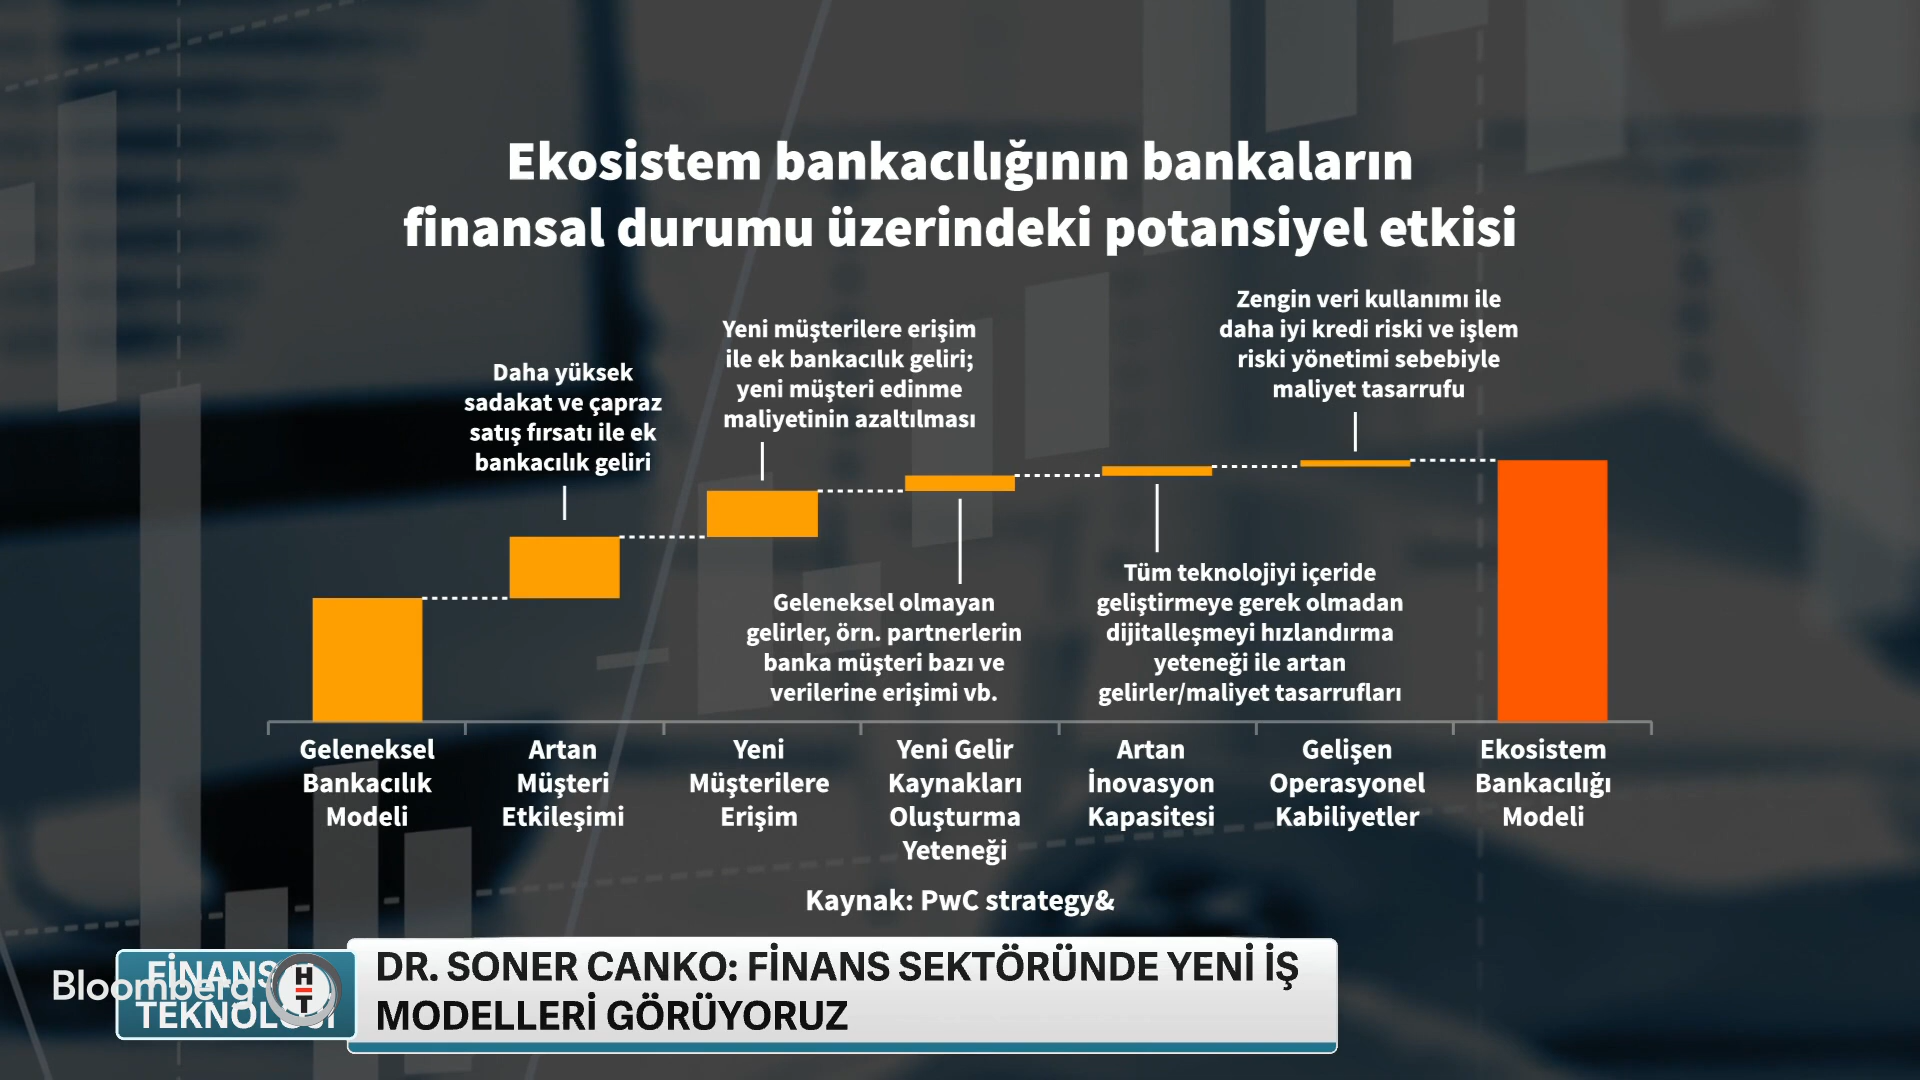 Ekosistem bankacılığının bankaların
finansal durumu üzerindeki potansiyel etkisi
Daha yüksek
sadakat ve çapraz
satış fırsatı ile ek
bankacılık geliri
Yeni müşterilere erişim
ile ek bankacılık geliri;
yeni müşteri edinme
maliyetinin azaltılması
Zengin veri kullanımı ile
daha iyi kredi riski ve işlem
riski yönetimi sebebiyle
maliyet tasarrufu
Geleneksel olmayan
gelirler, örn. partnerlerin
banka müşteri bazı ve
verilerine erişimi vb.
Tüm teknolojiyi içeride
geliştirmeye gerek olmadan
dijitalleşmeyi hızlandırma
yeteneği ile artan
gelirler/maliyet tasarrufları
Geleneksel
Bankacılık
Modeli
Artan
Müşteri
Etkileşimi
Yeni
Müşterilere
Erişim
Yeni Gelir
Kaynakları
Oluşturma
Yeteneği
Artan
İnovasyon
Kapasitesi
Gelişen
Operasyonel
Kabiliyetler
Ekosistem
Bankacılığı
Modeli
Kaynak: PwC strategy&
Bloomberg HT
FİNANS
TEKNOLOJİ
DR. SONER CANKO: FİNANS SEKTÖRÜNDE YENİ İŞ
MODELLERİ GÖRÜYORUZ